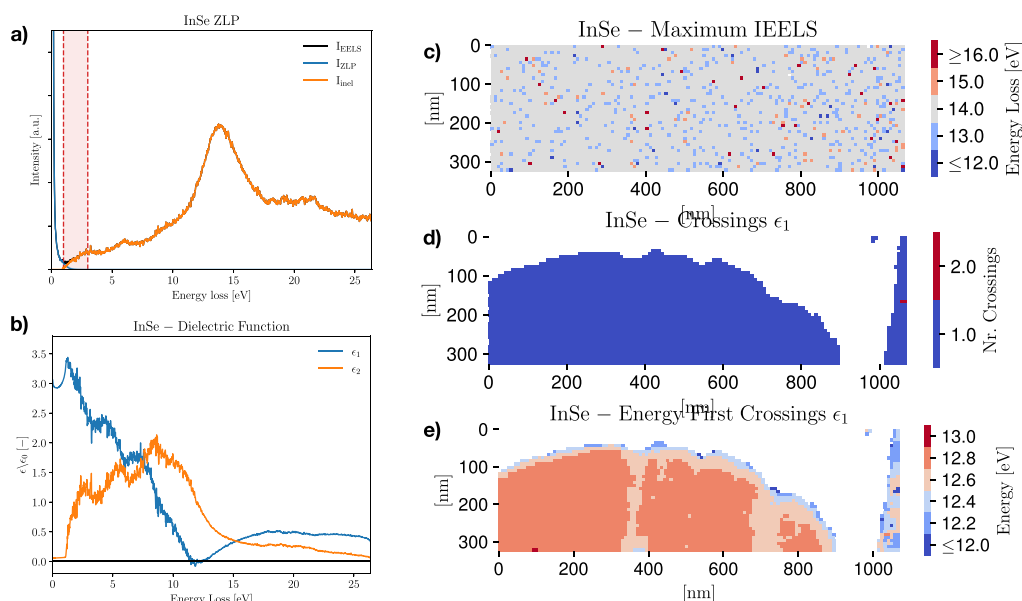 a)
InSe ZLP
Intensity [a.u.]
I_EELS
I_ZLP
I_inel
0 5 10 15 20 25
Energy loss [eV]
b)
InSe − Dielectric Function
ϵ\ϵ₀ [−]
3.5
3.0
2.5
2.0
1.5
1.0
0.5
0.0
ϵ₁
ϵ₂
0 5 10 15 20 25
Energy Loss [eV]
c)
InSe − Maximum IEELS
[nm]
0
100
200
300
0 200 400 600 800 1000
[nm]
≥16.0
15.0
14.0
13.0
≤12.0
Energy Loss [eV]
d)
InSe − Crossings ϵ₁
[nm]
0
100
200
300
0 200 400 600 800 1000
[nm]
2.0
1.0
Nr. Crossings
e)
InSe − Energy First Crossings ϵ₁
[nm]
0
100
200
300
0 200 400 600 800 1000
[nm]
13.0
12.8
12.6
12.4
12.2
≤12.0
Energy [eV]